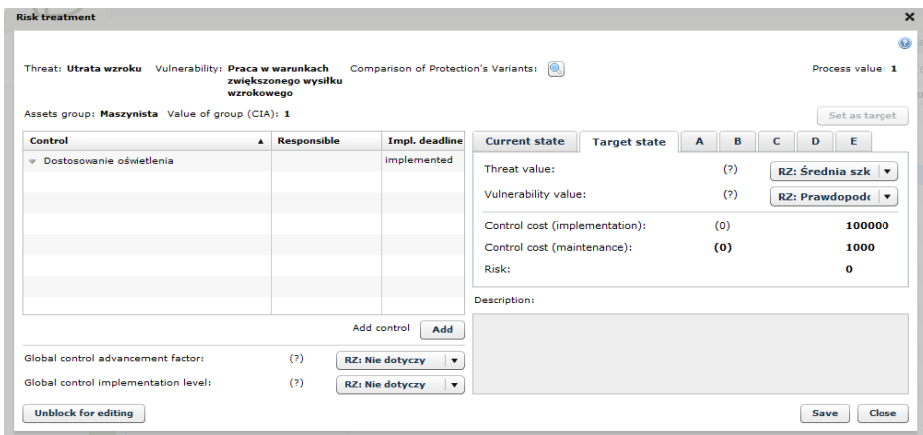 Risk treatment
Threat: Utrata wzroku Vulnerability: Praca w warunkach Comparison of Protection's Variants: Process value: 1
zwiększonego wysiłku
wzrokowego
Assets group: Maszynista Value of group (CIA): 1
Set as target
Control Responsible Impl. deadline
Dostosowanie oświetlenia implemented
Add control Add
Global control advancement factor: (?) RZ: Nie dotyczy
Global control implementation level: (?) RZ: Nie dotyczy
Unblock for editing
Current state Target state A B C D E
Threat value: (?) RZ: Średnia szk
Vulnerability value: (?) RZ: Prawdopodo
Control cost (implementation): (0) 100000
Control cost (maintenance): (0) 1000
Risk: 0
Description:
Save Close